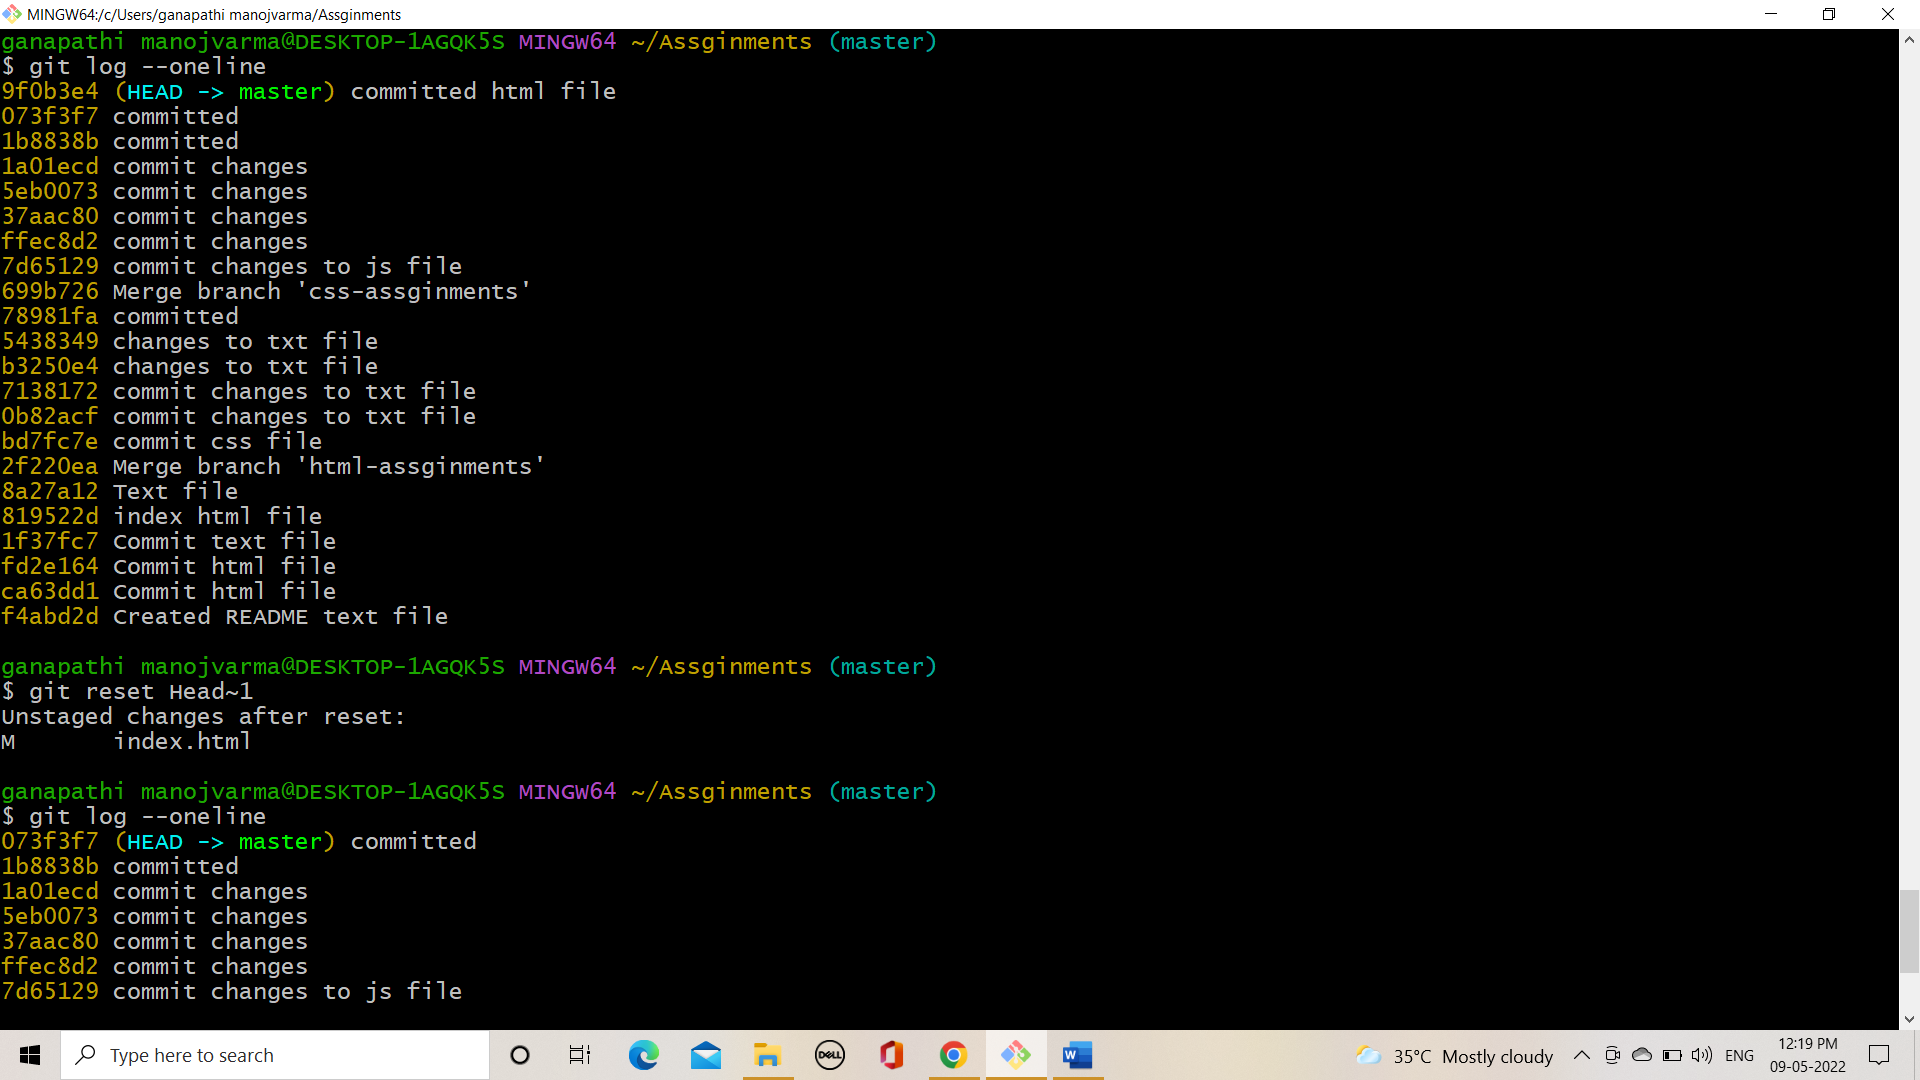 MINGW64:/c/Users/ganapathi manojvarma/Assginments
ganapathi manojvarma@DESKTOP-1AGQK5S MINGW64 ~/Assginments (master)
$ git log --oneline
9f0b3e4 (HEAD -> master) committed html file
073f3f7 committed
1b8838b committed
1a01ecd commit changes
5eb0073 commit changes
37aac80 commit changes
ffec8d2 commit changes
7d65129 commit changes to js file
699b726 Merge branch 'css-assginments'
78981fa committed
5438349 changes to txt file
b3250e4 changes to txt file
7138172 commit changes to txt file
0b82acf commit changes to txt file
bd7fc7e commit css file
2f220ea Merge branch 'html-assginments'
8a27a12 Text file
819522d index html file
1f37fc7 Commit text file
fd2e164 Commit html file
ca63dd1 Commit html file
f4abd2d Created README text file
ganapathi manojvarma@DESKTOP-1AGQK5S MINGW64 ~/Assginments (master)
$ git reset Head~1
Unstaged changes after reset:
M       index.html
ganapathi manojvarma@DESKTOP-1AGQK5S MINGW64 ~/Assginments (master)
$ git log --oneline
073f3f7 (HEAD -> master) committed
1b8838b committed
1a01ecd commit changes
5eb0073 commit changes
37aac80 commit changes
ffec8d2 commit changes
7d65129 commit changes to js file
Type here to search
DELL
W
35°C Mostly cloudy
ENG
12:19 PM
09-05-2022